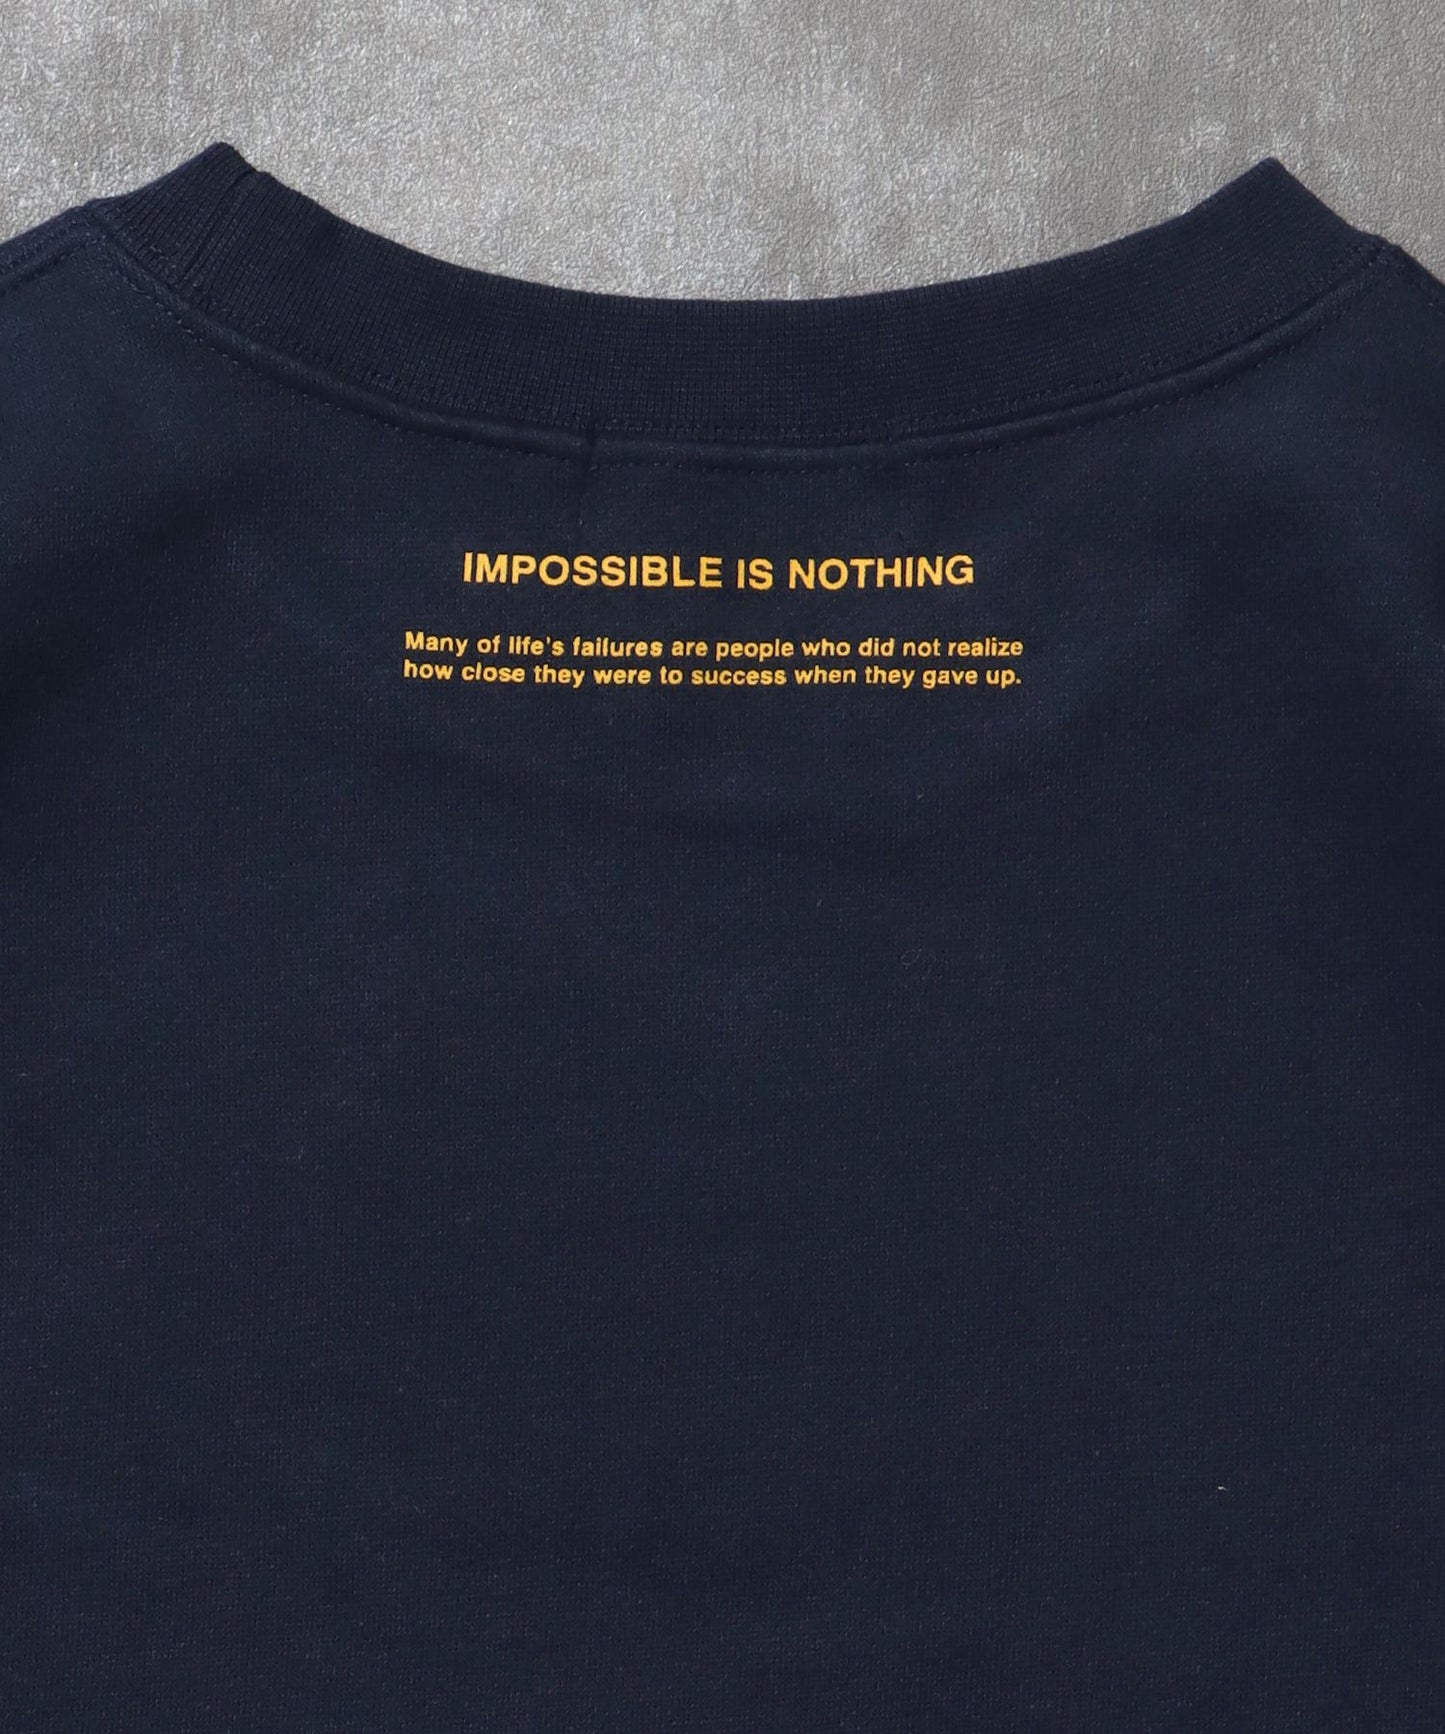 IMPOSSIBLE IS NOTHING
Many of life's failures are people who did not realize
how close they were to success when they gave up.